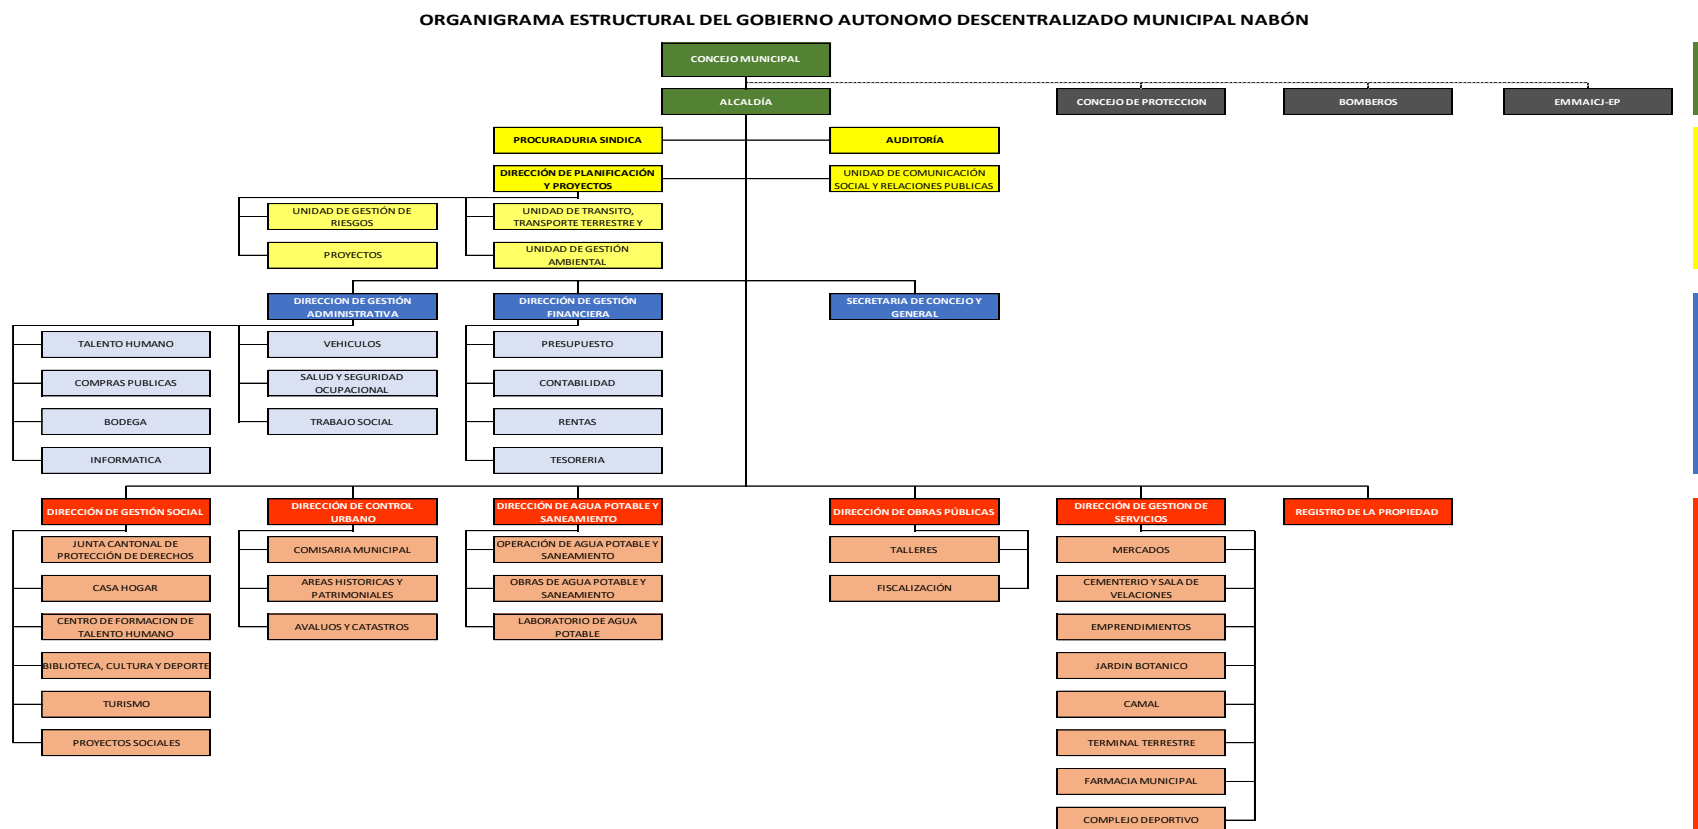 ORGANIGRAMA ESTRUCTURAL DEL GOBIERNO AUTONOMO DESCENTRALIZADO MUNICIPAL NABÓN
CONCEJO MUNICIPAL
ALCALDÍA
CONCEJO DE PROTECCION
BOMBEROS
EMMAICJ-EP
PROCURADURIA SINDICA
AUDITORÍA
DIRECCIÓN DE PLANIFICACIÓN
Y PROYECTOS
UNIDAD DE COMUNICACIÓN
SOCIAL Y RELACIONES PUBLICAS
UNIDAD DE GESTIÓN DE
RIESGOS
UNIDAD DE TRANSITO,
TRANSPORTE TERRESTRE Y
PROYECTOS
UNIDAD DE GESTIÓN
AMBIENTAL
DIRECCION DE GESTIÓN
ADMINISTRATIVA
DIRECCIÓN DE GESTIÓN
FINANCIERA
SECRETARIA DE CONCEJO Y
GENERAL
TALENTO HUMANO
VEHICULOS
PRESUPUESTO
COMPRAS PUBLICAS
SALUD Y SEGURIDAD
OCUPACIONAL
CONTABILIDAD
BODEGA
TRABAJO SOCIAL
RENTAS
INFORMATICA
TESORERIA
DIRECCIÓN DE GESTIÓN SOCIAL
DIRECCIÓN DE CONTROL
URBANO
DIRECCIÓN DE AGUA POTABLE Y
SANEAMIENTO
DIRECCIÓN DE OBRAS PÚBLICAS
DIRECCIÓN DE GESTION DE
SERVICIOS
REGISTRO DE LA PROPIEDAD
JUNTA CANTONAL DE
PROTECCIÓN DE DERECHOS
COMISARIA MUNICIPAL
OPERACIÓN DE AGUA POTABLE Y
SANEAMIENTO
TALLERES
MERCADOS
CASA HOGAR
AREAS HISTORICAS Y
PATRIMONIALES
OBRAS DE AGUA POTABLE Y
SANEAMIENTO
FISCALIZACIÓN
CEMENTERIO Y SALA DE
VELACIONES
CENTRO DE FORMACION DE
TALENTO HUMANO
AVALUOS Y CATASTROS
LABORATORIO DE AGUA
POTABLE
EMPRENDIMIENTOS
BIBLIOTECA, CULTURA Y DEPORTE
JARDIN BOTANICO
TURISMO
CAMAL
PROYECTOS SOCIALES
TERMINAL TERRESTRE
FARMACIA MUNICIPAL
COMPLEJO DEPORTIVO